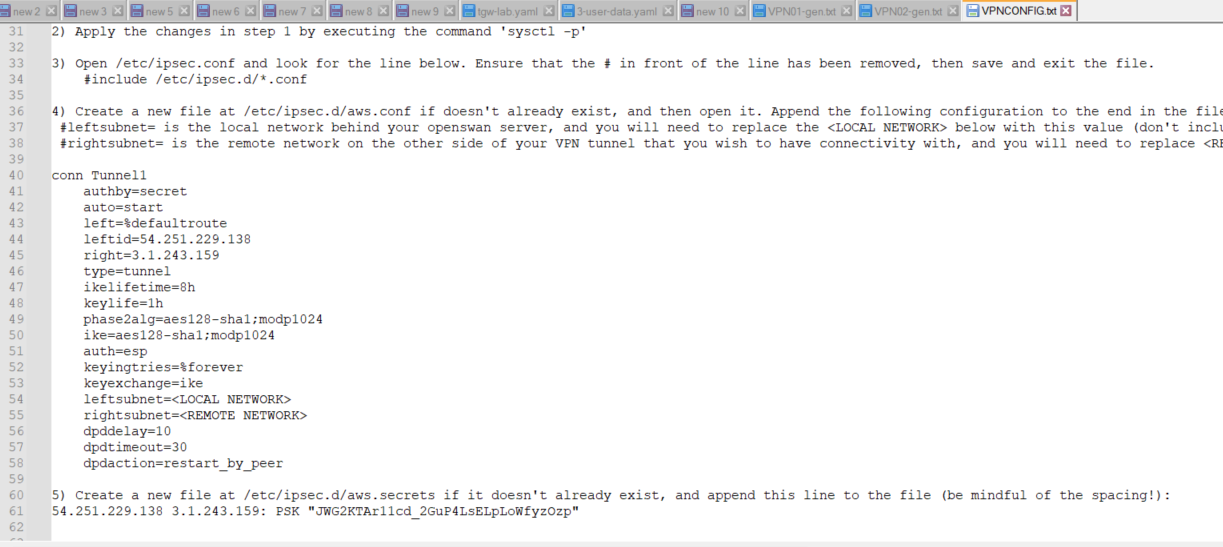 new 2 new 3 new 5 new 6 new 7 new 8 new 9 tgw-lab.yaml 3-user-data.yaml new 10 VPN01-gen.txt VPN02-gen.txt VPNCONFIG.txt
31 2) Apply the changes in step 1 by executing the command 'sysctl -p'
32
33 3) Open /etc/ipsec.conf and look for the line below. Ensure that the # in front of the line has been removed, then save and exit the file.
34 #include /etc/ipsec.d/*.conf
35
36 4) Create a new file at /etc/ipsec.d/aws.conf if doesn't already exist, and then open it. Append the following configuration to the end in the file
37 #leftsubnet= is the local network behind your openswan server, and you will need to replace the <LOCAL NETWORK> below with this value (don't inclu
38 #rightsubnet= is the remote network on the other side of your VPN tunnel that you wish to have connectivity with, and you will need to replace <RE
39
40 conn Tunnel1
41 authby=secret
42 auto=start
43 left=%defaultroute
44 leftid=54.251.229.138
45 right=3.1.243.159
46 type=tunnel
47 ikelifetime=8h
48 keylife=1h
49 phase2alg=aes128-sha1;modp1024
50 ike=aes128-sha1;modp1024
51 auth=esp
52 keyingtries=%forever
53 keyexchange=ike
54 leftsubnet=<LOCAL NETWORK>
55 rightsubnet=<REMOTE NETWORK>
56 dpddelay=10
57 dpdtimeout=30
58 dpdaction=restart_by_peer
59
60 5) Create a new file at /etc/ipsec.d/aws.secrets if it doesn't already exist, and append this line to the file (be mindful of the spacing!):
61 54.251.229.138 3.1.243.159: PSK "JWG2KTAr11cd_2GuP4LsELpLoWfyzOzp"
62